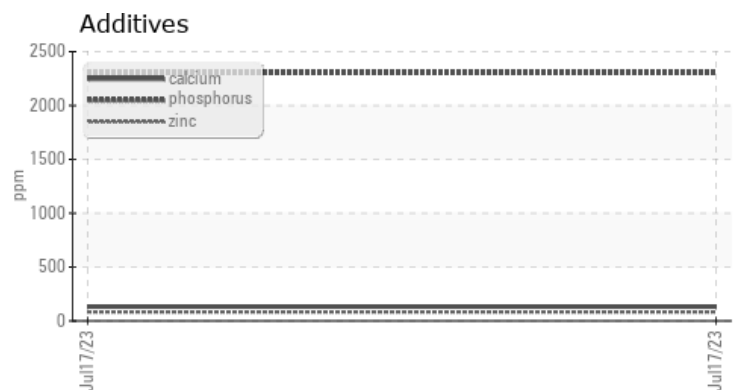 Additives
2500
2000
1500
1000
500
0
ppm
calcium
phosphorus
zinc
Jul17/23
Jul17/23